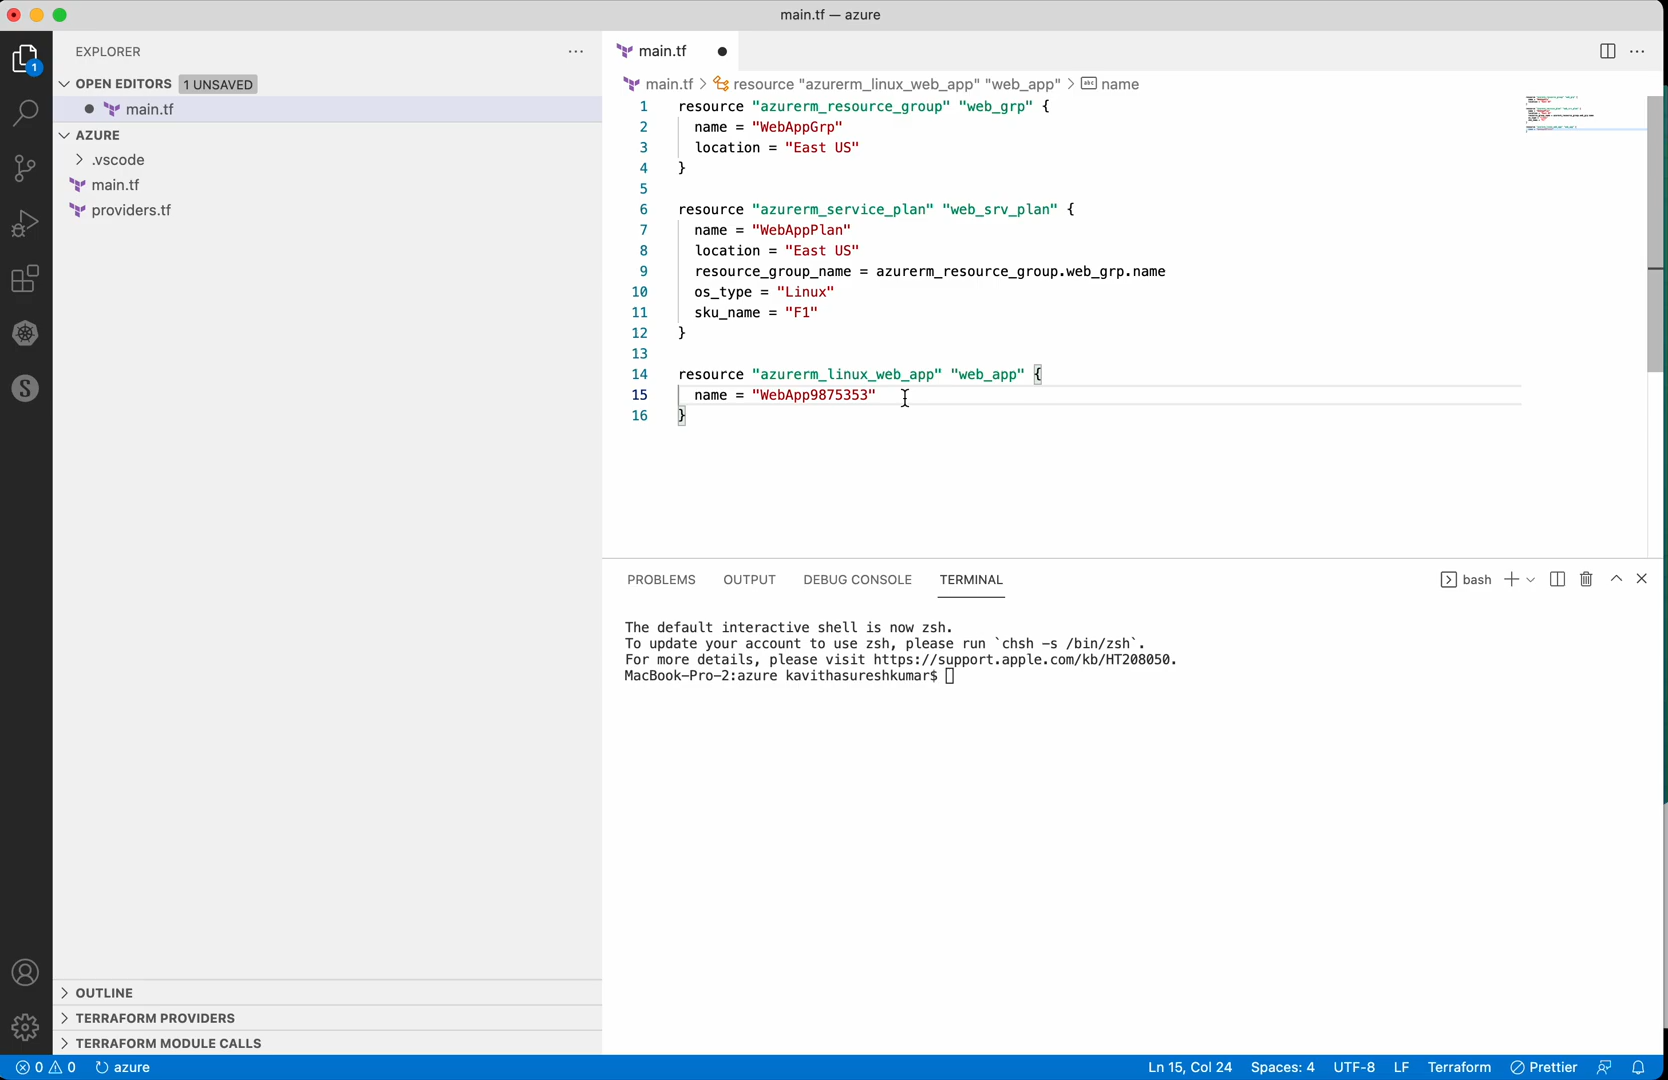 main.tf — azure
EXPLORER
OPEN EDITORS 1 UNSAVED
main.tf
AZURE
.vscode
main.tf
providers.tf
OUTLINE
TERRAFORM PROVIDERS
TERRAFORM MODULE CALLS
1
main.tf
main.tf > resource "azurerm_linux_web_app" "web_app" > abc name
1 resource "azurerm_resource_group" "web_grp" {
2 name = "WebAppGrp"
3 location = "East US"
4 }
5
6 resource "azurerm_service_plan" "web_srv_plan" {
7 name = "WebAppPlan"
8 location = "East US"
9 resource_group_name = azurerm_resource_group.web_grp.name
10 os_type = "Linux"
11 sku_name = "F1"
12 }
13
14 resource "azurerm_linux_web_app" "web_app" {
15 name = "WebApp9875353"
16 }
PROBLEMS OUTPUT DEBUG CONSOLE TERMINAL
bash
The default interactive shell is now zsh.
To update your account to use zsh, please run `chsh -s /bin/zsh`.
For more details, please visit https://support.apple.com/kb/HT208050.
MacBook-Pro-2:azure kavithasureshkumar$
0 0 azure
Ln 15, Col 24 Spaces: 4 UTF-8 LF Terraform Prettier